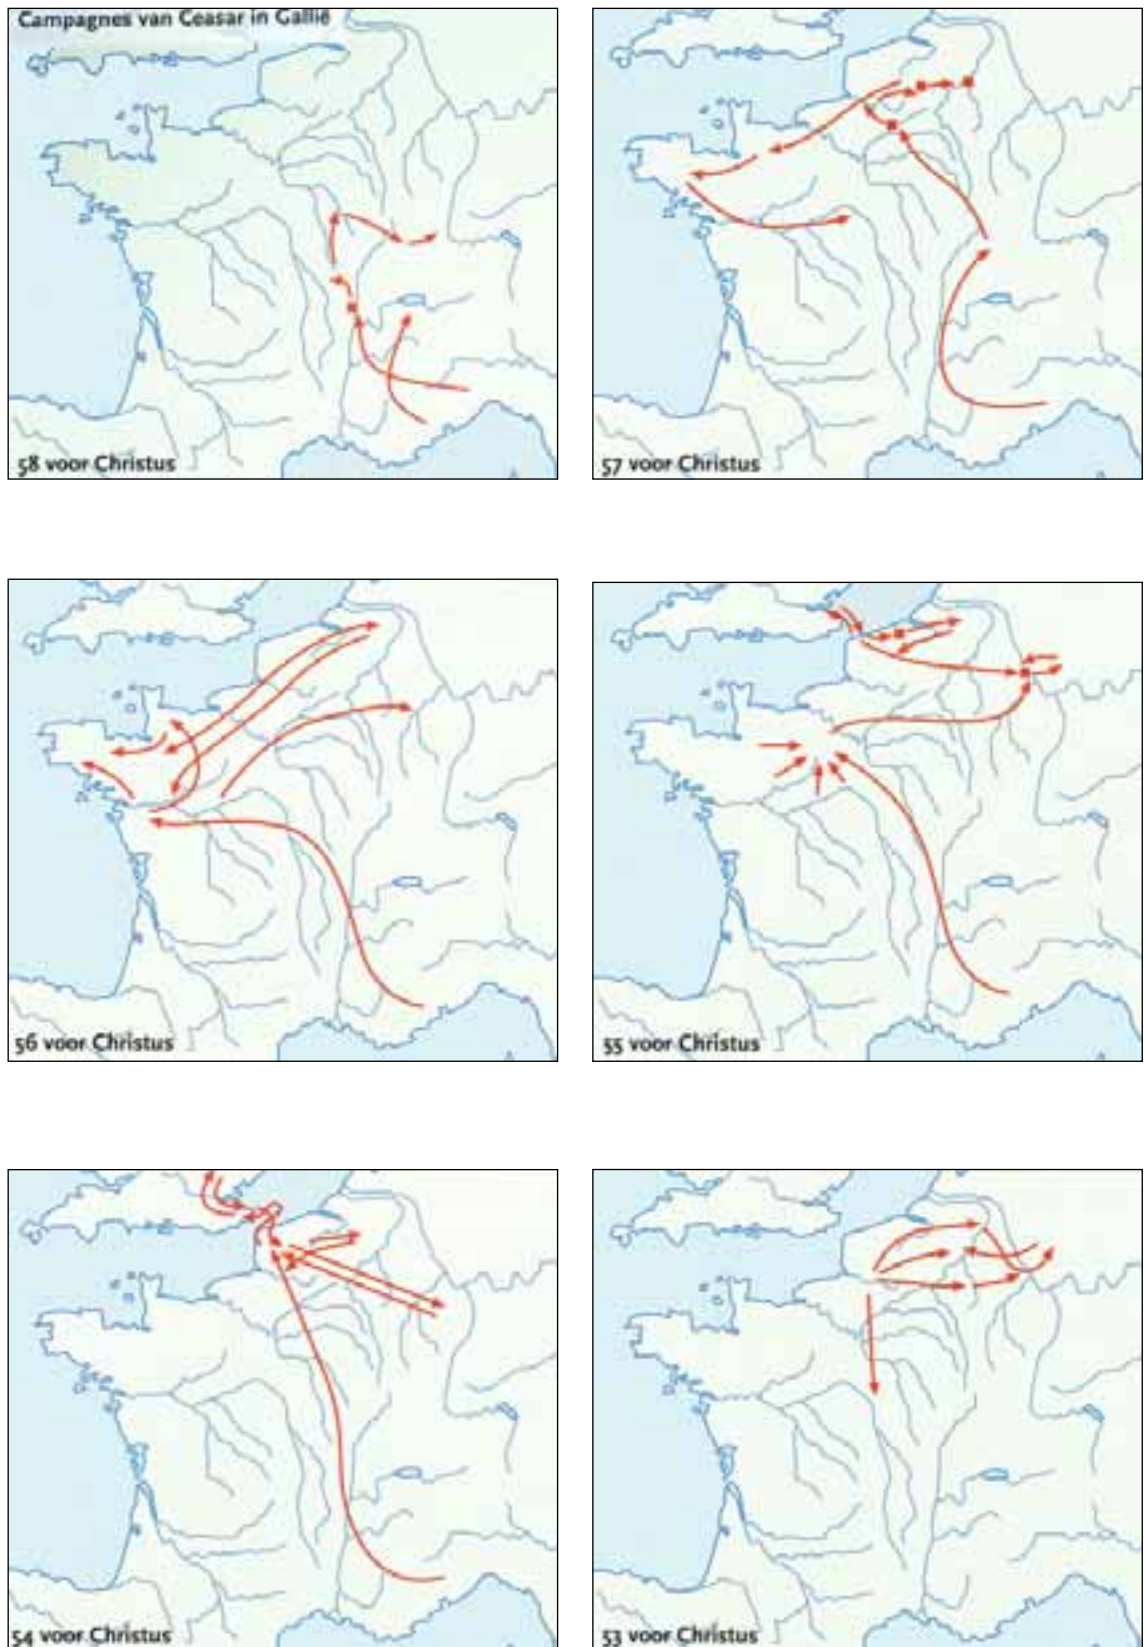 Campagnes van Ceasar in Gallië
58 voor Christus
57 voor Christus
56 voor Christus
55 voor Christus
54 voor Christus
53 voor Christus